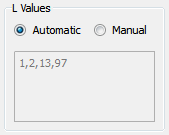 L Values
Automatic
Manual
1,2,13,97